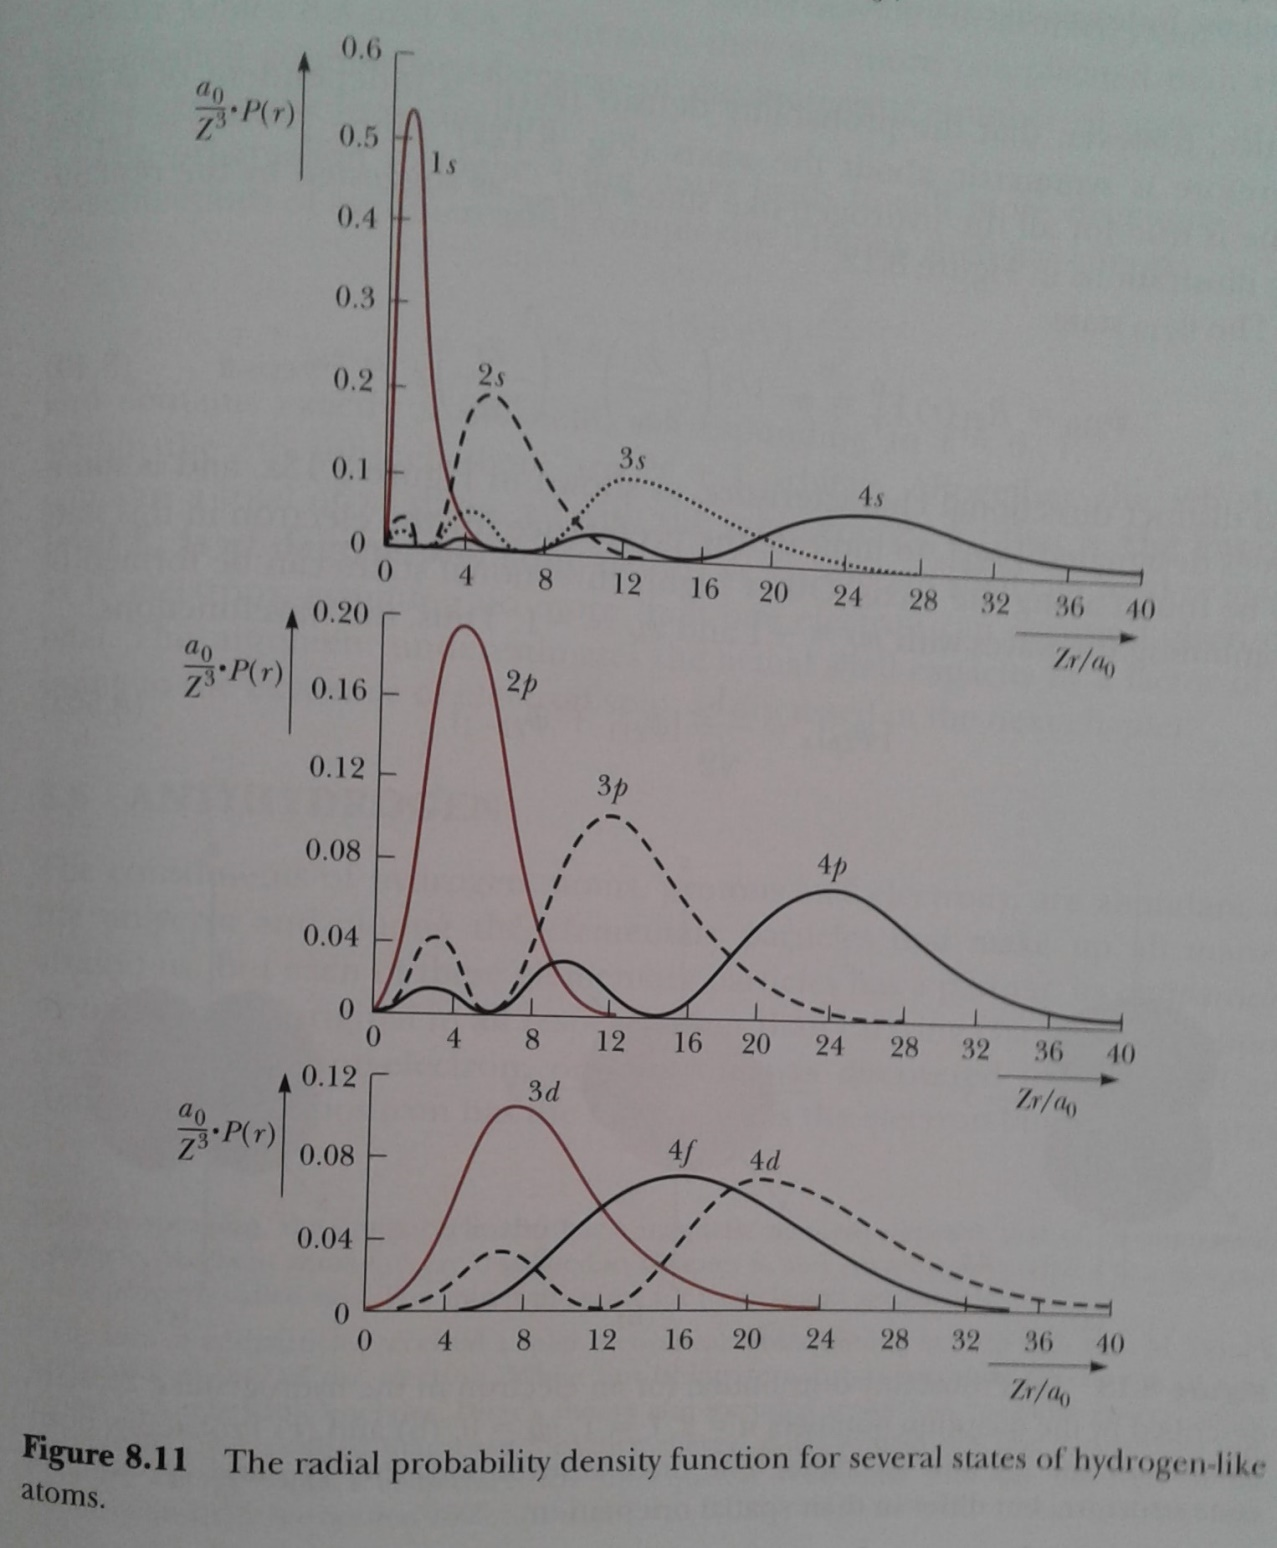 0.6
a₀/Z³ · P(r)
0.5
1s
0.4
0.3
0.2
2s
0.1
3s
4s
0
0 4 8 12 16 20 24 28 32 36 40
Zr/a₀
0.20
a₀/Z³ · P(r)
2p
0.16
0.12
3p
0.08
4p
0.04
0
0 4 8 12 16 20 24 28 32 36 40
Zr/a₀
0.12
3d
a₀/Z³ · P(r)
0.08
4f 4d
0.04
0
0 4 8 12 16 20 24 28 32 36 40
Zr/a₀
Figure 8.11 The radial probability density function for several states of hydrogen-like
atoms.